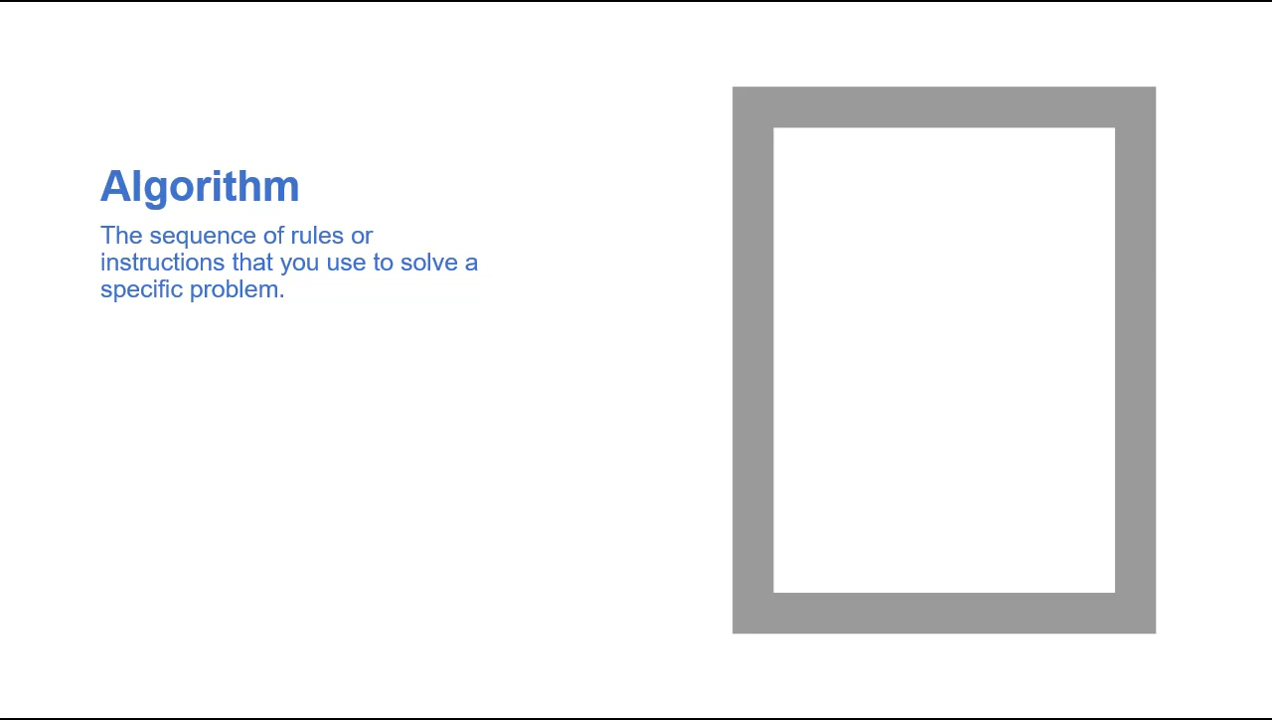 Algorithm
The sequence of rules or
instructions that you use to solve a
specific problem.